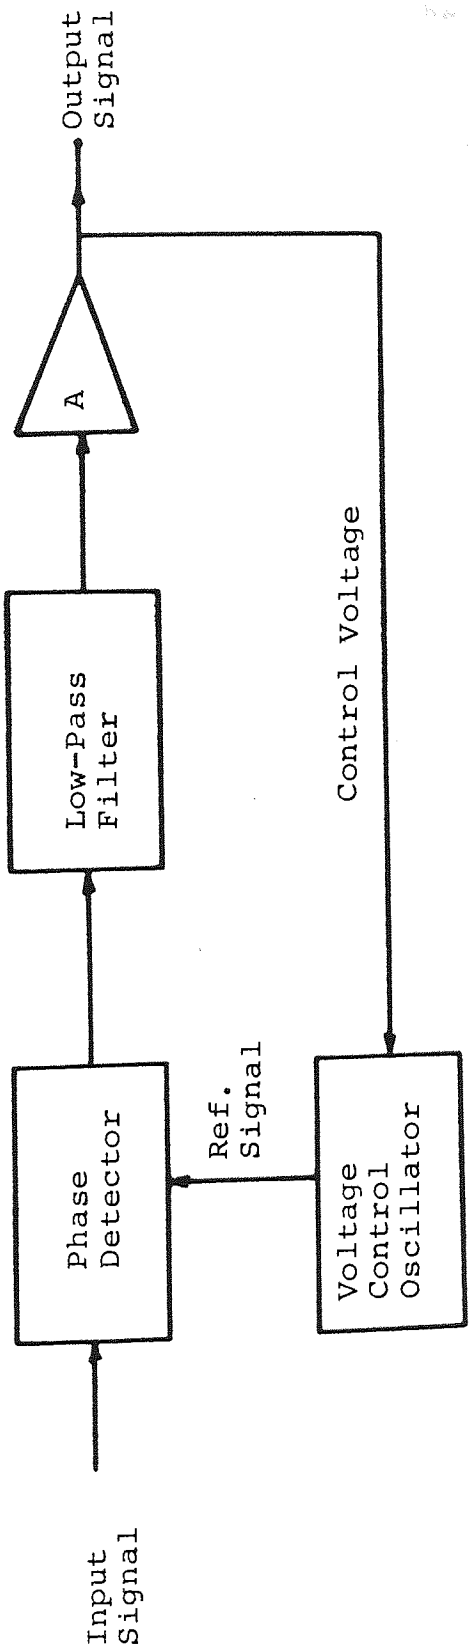 Input
Signal
Phase
Detector
Ref.
Signal
Voltage
Control
Oscillator
Low-Pass
Filter
Control Voltage
A
Output
Signal